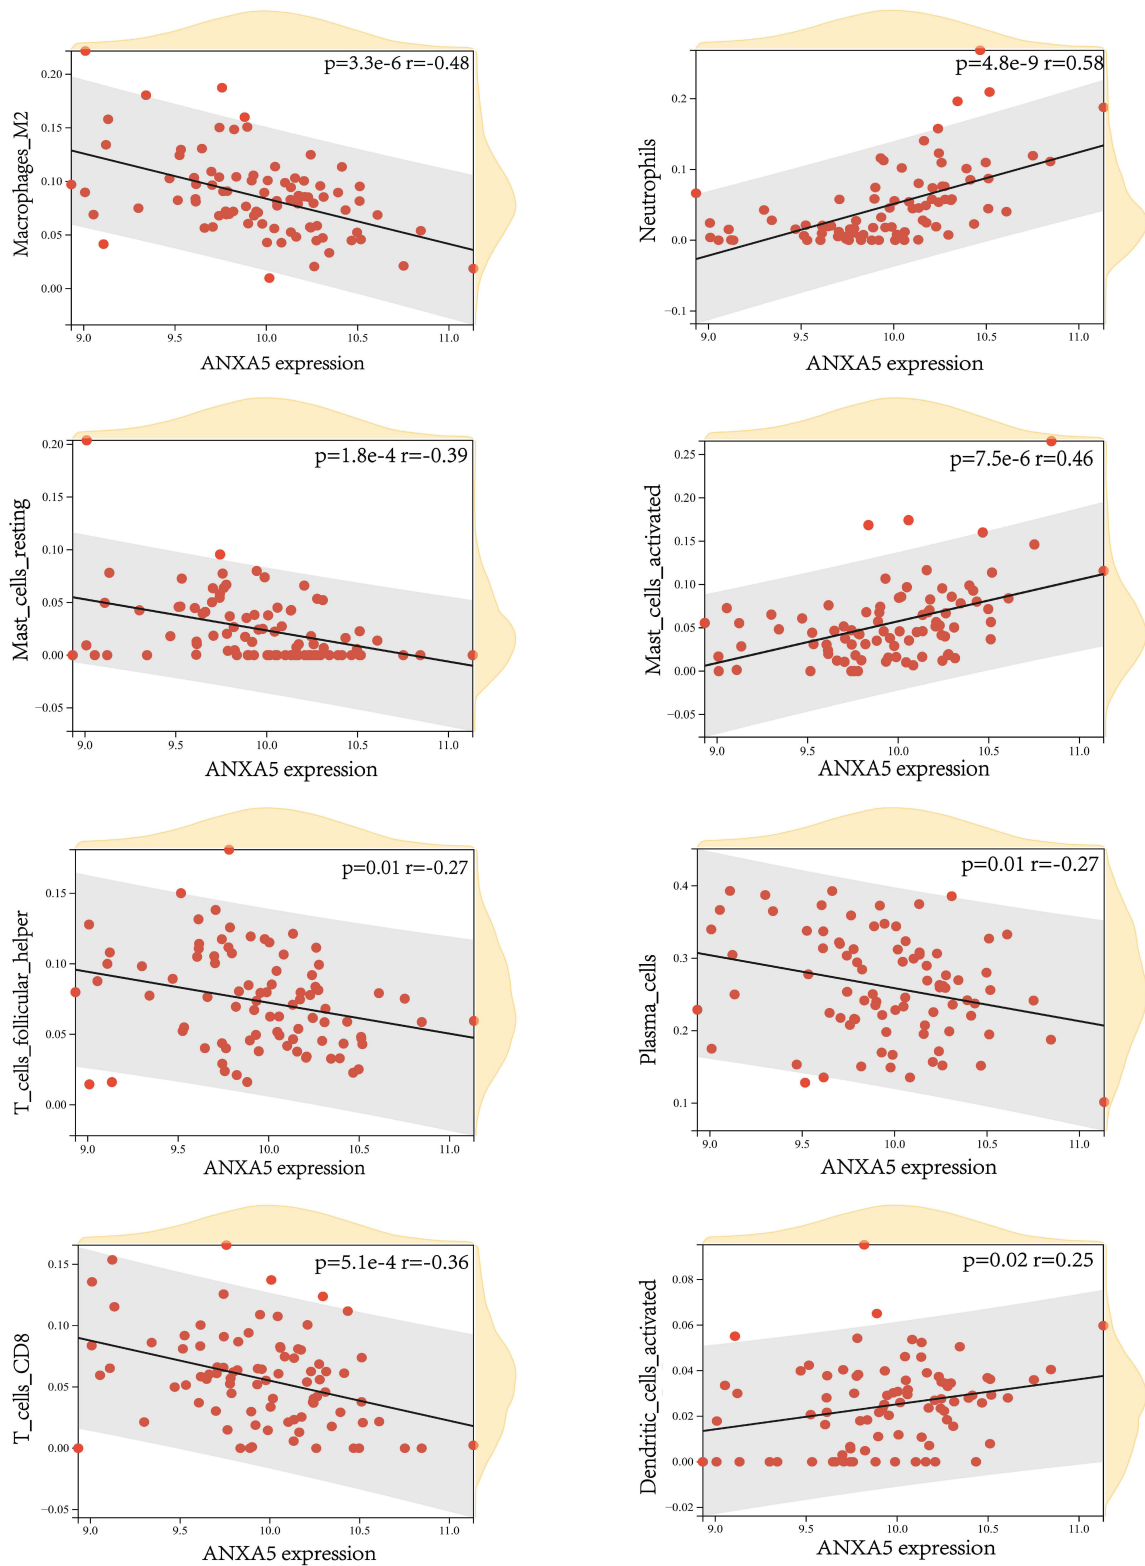 p=3.3e-6 r=-0.48
Macrophages_M2
0.20
0.15
0.10
0.05
0.00
9.0 9.5 10.0 10.5 11.0
ANXA5 expression
p=4.8e-9 r=0.58
Neutrophils
0.2
0.1
0.0
-0.1
9.0 9.5 10.0 10.5 11.0
ANXA5 expression
p=1.8e-4 r=-0.39
Mast_cells_resting
0.20
0.15
0.10
0.05
0.00
-0.05
9.0 9.5 10.0 10.5 11.0
ANXA5 expression
p=7.5e-6 r=0.46
Mast_cells_activated
0.25
0.20
0.15
0.10
0.05
0.00
-0.05
9.0 9.5 10.0 10.5 11.0
ANXA5 expression
p=0.01 r=-0.27
T_cells_follicular_helper
0.15
0.10
0.05
0.00
9.0 9.5 10.0 10.5 11.0
ANXA5 expression
p=0.01 r=-0.27
Plasma_cells
0.4
0.3
0.2
0.1
9.0 9.5 10.0 10.5 11.0
ANXA5 expression
p=5.1e-4 r=-0.36
T_cells_CD8
0.15
0.10
0.05
0.00
-0.05
9.0 9.5 10.0 10.5 11.0
ANXA5 expression
p=0.02 r=0.25
Dendritic_cells_activated
0.08
0.06
0.04
0.02
0.00
-0.02
9.0 9.5 10.0 10.5 11.0
ANXA5 expression